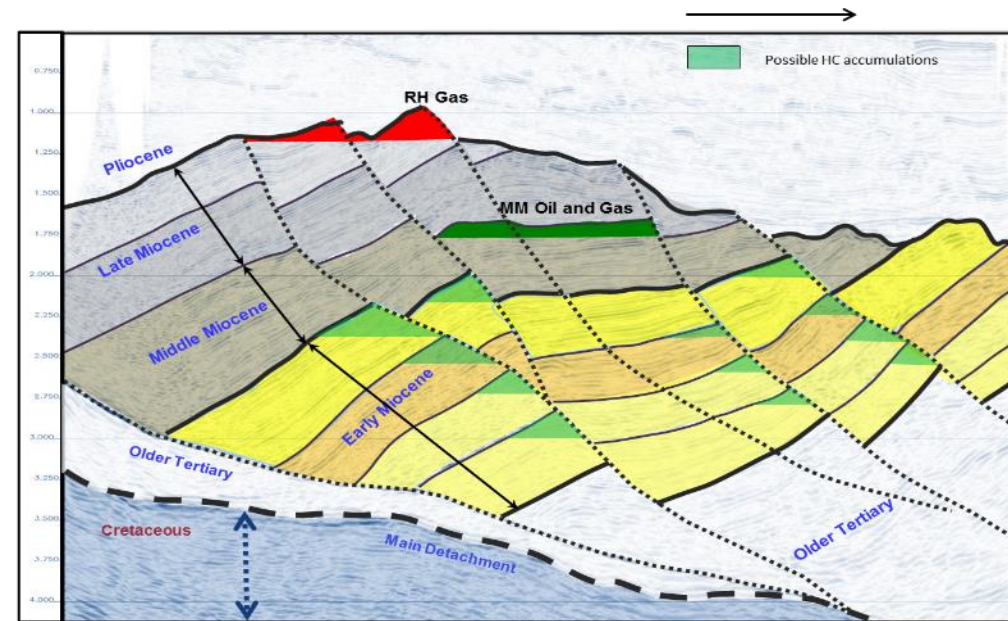 Possible HC accumulations
0.750
RH Gas
1.000
1.250
Pliocene
1.500
MM Oil and Gas
1.750
Late Miocene
2.000
2.250
Middle Miocene
2.500
2.750
Early Miocene
3.000
Older Tertiary
3.250
3.500
Cretaceous
Older Tertiary
Main Detachment
3.750
4.000